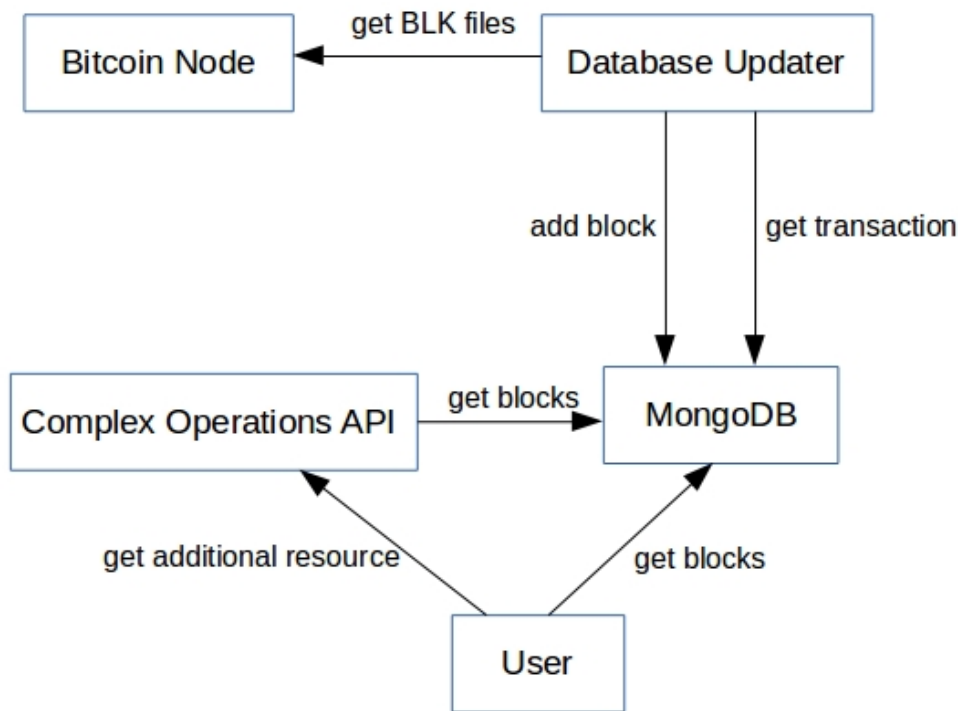 get BLK files
Bitcoin Node
Database Updater
add block
get transaction
Complex Operations API
get blocks
MongoDB
get additional resource
get blocks
User